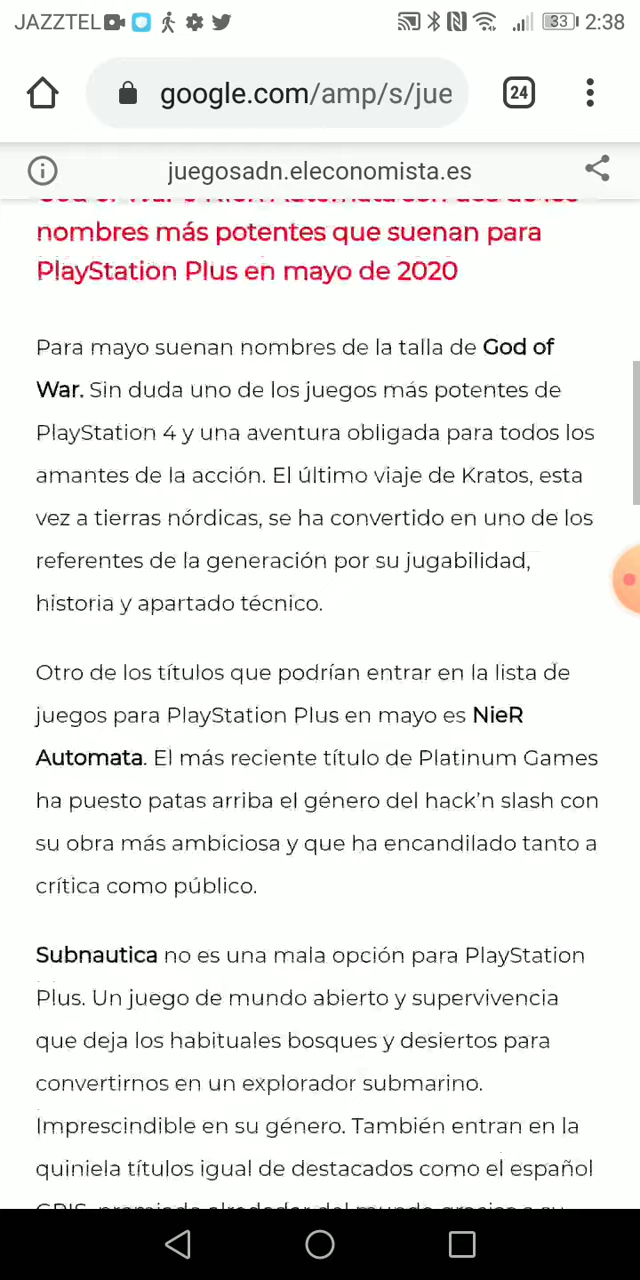 JAZZTEL 33 2:38
google.com/amp/s/jue 24
juegosadn.eleconomista.es
nombres más potentes que suenan para
PlayStation Plus en mayo de 2020
Para mayo suenan nombres de la talla de God of
War. Sin duda uno de los juegos más potentes de
PlayStation 4 y una aventura obligada para todos los
amantes de la acción. El último viaje de Kratos, esta
vez a tierras nórdicas, se ha convertido en uno de los
referentes de la generación por su jugabilidad,
historia y apartado técnico.
Otro de los títulos que podrían entrar en la lista de
juegos para PlayStation Plus en mayo es NieR
Automata. El más reciente título de Platinum Games
ha puesto patas arriba el género del hack’n slash con
su obra más ambiciosa y que ha encandilado tanto a
crítica como público.
Subnautica no es una mala opción para PlayStation
Plus. Un juego de mundo abierto y supervivencia
que deja los habituales bosques y desiertos para
convertirnos en un explorador submarino.
Imprescindible en su género. También entran en la
quiniela títulos igual de destacados como el español